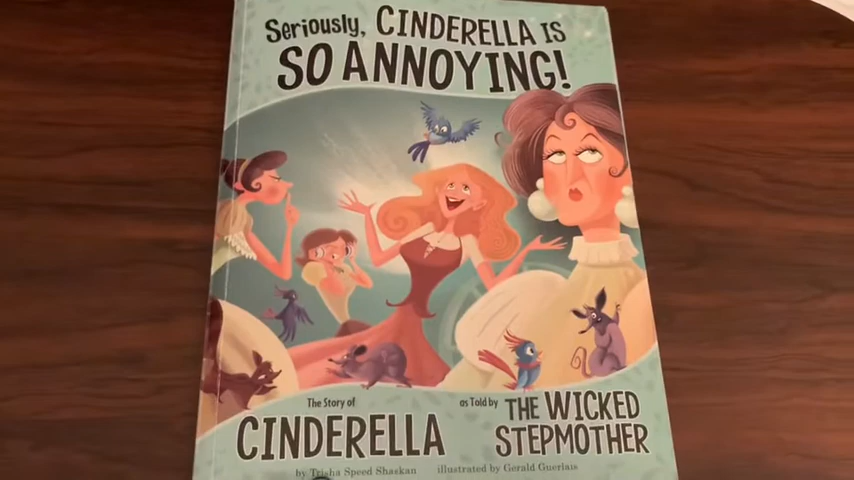 Seriously, CINDERELLA IS
SO ANNOYING!
The Story of
CINDERELLA
as Told by THE WICKED
STEPMOTHER
by Trisha Speed Shaskan illustrated by Gerald Guerlais